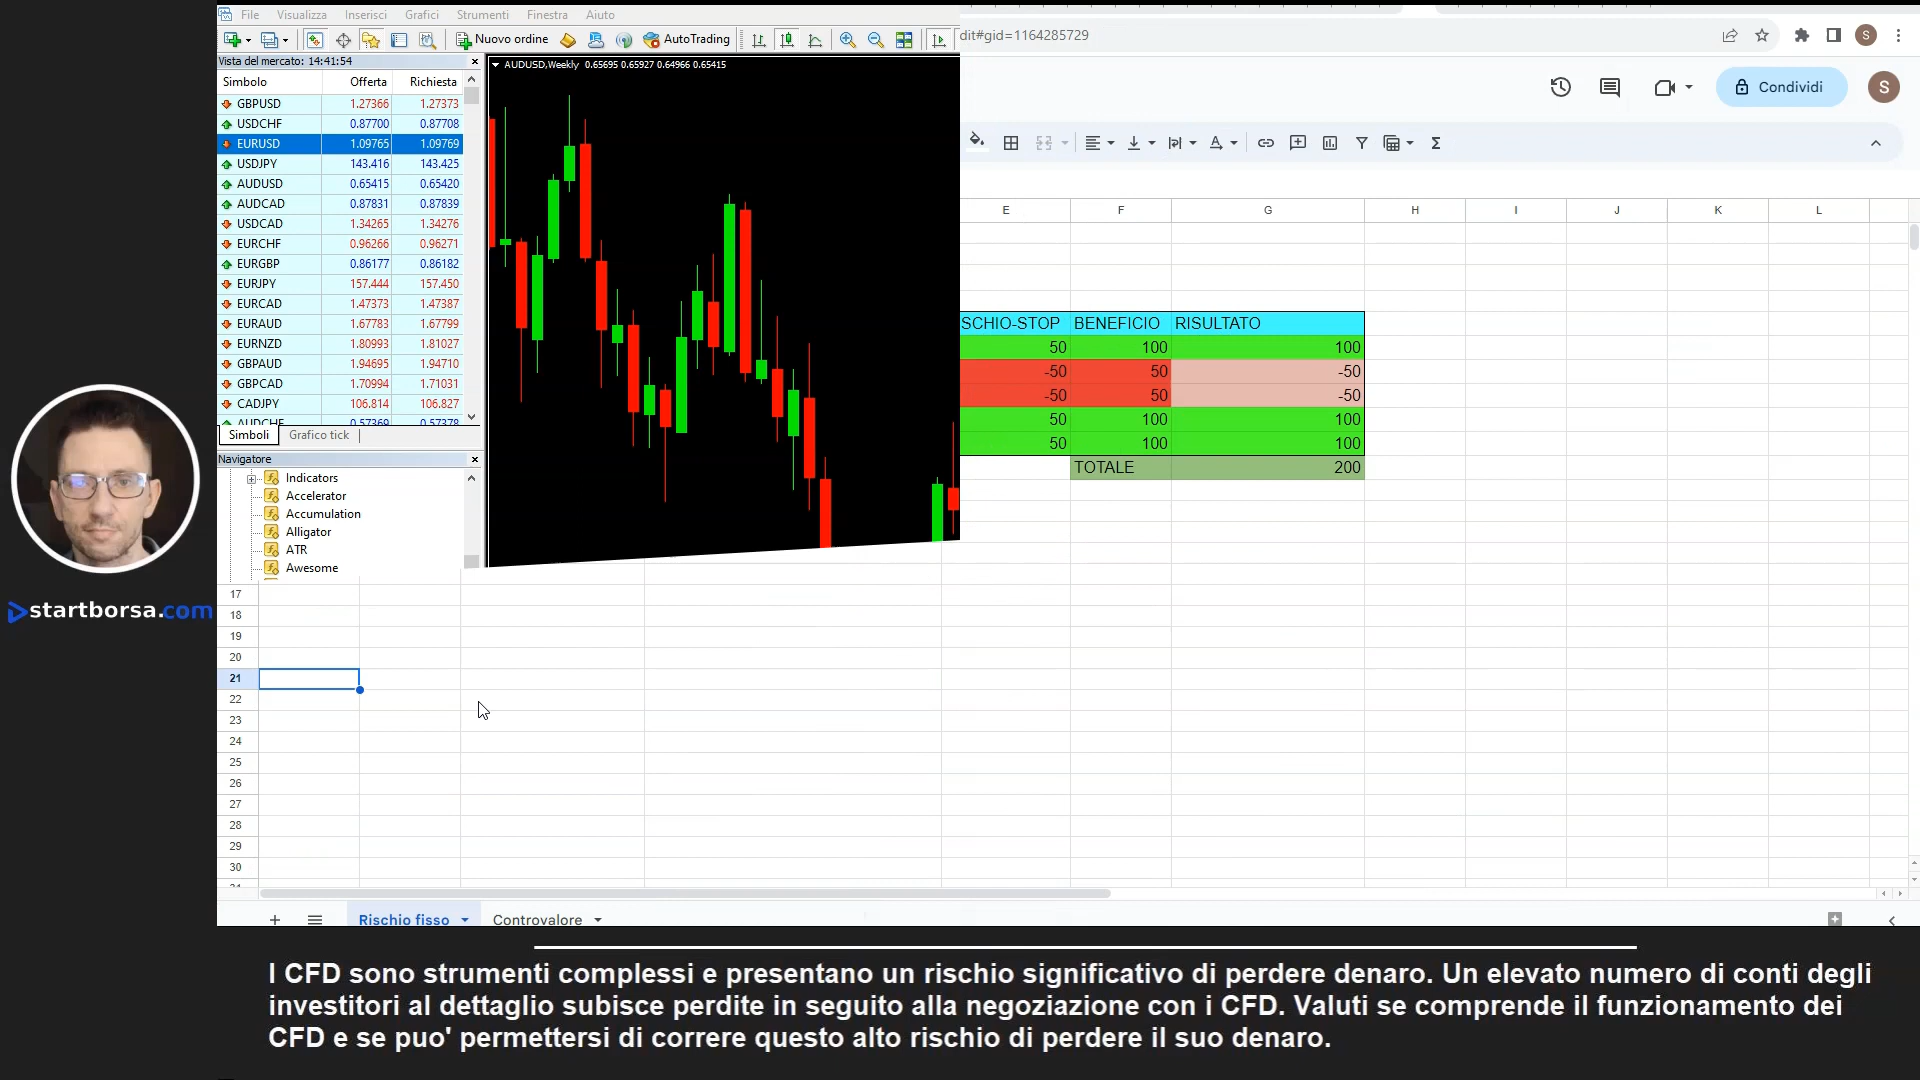 File Visualizza Inserisci Grafici Strumenti Finestra Aiuto
Nuovo ordine AutoTrading
dit#gid=1164285729
S
Vista del mercato: 14:41:54
Simbolo Offerta Richiesta
GBPUSD 1.27366 1.27373
USDCHF 0.87700 0.87708
EURUSD 1.09765 1.09769
USDJPY 143.416 143.425
AUDUSD 0.65415 0.65420
AUDCAD 0.87831 0.87839
USDCAD 1.34265 1.34276
EURCHF 0.96266 0.96271
EURGBP 0.86177 0.86182
EURJPY 157.444 157.450
EURCAD 1.47373 1.47387
EURAUD 1.67783 1.67799
EURNZD 1.80993 1.81027
GBPAUD 1.94695 1.94710
GBPCAD 1.70994 1.71031
CADJPY 106.814 106.827
AUDCHF 0.57369 0.57378
Simboli Grafico tick
Navigatore
Indicators
Accelerator
Accumulation
Alligator
ATR
Awesome
AUDUSD,Weekly 0.65695 0.65927 0.64966 0.65415
Condividi
S
E F G H I J K L
SCHIO-STOP BENEFICIO RISULTATO
50 100 100
-50 50 -50
-50 50 -50
50 100 100
50 100 100
TOTALE 200
17
18
19
20
21
22
23
24
25
26
27
28
29
30
Rischio fisso Controvalore
startborsa.com
I CFD sono strumenti complessi e presentano un rischio significativo di perdere denaro. Un elevato numero di conti degli
investitori al dettaglio subisce perdite in seguito alla negoziazione con i CFD. Valuti se comprende il funzionamento dei
CFD e se puo' permettersi di correre questo alto rischio di perdere il suo denaro.